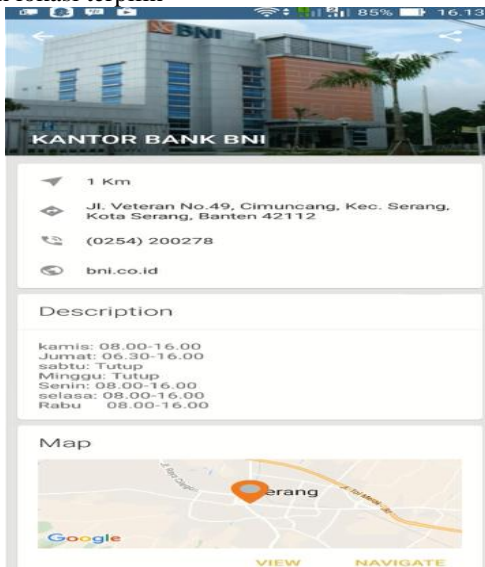 85% 16.13
BNI
KANTOR BANK BNI
1 Km
Jl. Veteran No.49, Cimuncang, Kec. Serang,
Kota Serang, Banten 42112
(0254) 200278
bni.co.id
Description
kamis: 08.00-16.00
Jumat: 06.30-16.00
sabtu: Tutup
Minggu: Tutup
Senin: 08.00-16.00
selasa: 08.00-16.00
Rabu 08.00-16.00
Map
erang
Google
VIEW NAVIGATE